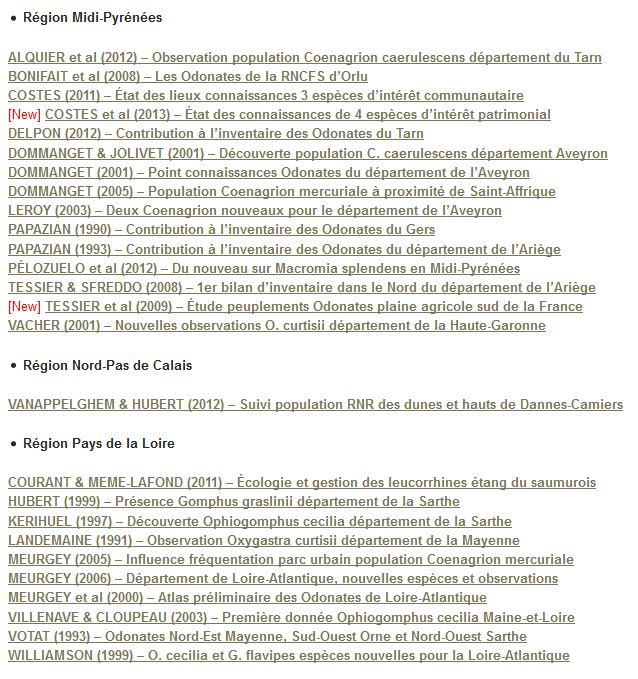 • Région Midi-Pyrénées
ALQUIER et al (2012) – Observation population Coenagrion caerulescens département du Tarn
BONIFAIT et al (2008) – Les Odonates de la RNCFS d’Orlu
COSTES (2011) – État des lieux connaissances 3 espèces d’intérêt communautaire
[New] COSTES et al (2013) – État des connaissances de 4 espèces d’intérêt patrimonial
DELPON (2012) – Contribution à l’inventaire des Odonates du Tarn
DOMMANGET & JOLIVET (2001) – Découverte population C. caerulescens département Aveyron
DOMMANGET (2001) – Point connaissances Odonates du département de l’Aveyron
DOMMANGET (2005) – Population Coenagrion mercuriale à proximité de Saint-Affrique
LEROY (2003) – Deux Coenagrion nouveaux pour le département de l’Aveyron
PAPAZIAN (1990) – Contribution à l’inventaire des Odonates du Gers
PAPAZIAN (1993) – Contribution à l’inventaire des Odonates du département de l’Ariège
PÉLOZUELO et al (2012) – Du nouveau sur Macromia splendens en Midi-Pyrénées
TESSIER & SFREDDO (2008) – 1er bilan d’inventaire dans le Nord du département de l’Ariège
[New] TESSIER et al (2009) – Étude peuplements Odonates plaine agricole sud de la France
VACHER (2001) – Nouvelles observations O. curtisii département de la Haute-Garonne
• Région Nord-Pas de Calais
VANAPPELGHEM & HUBERT (2012) – Suivi population RNR des dunes et hauts de Dannes-Camiers
• Région Pays de la Loire
COURANT & MEME-LAFOND (2011) – Écologie et gestion des leucorrhines étang du saumurois
HUBERT (1999) – Présence Gomphus graslinii département de la Sarthe
KERIHUEL (1997) – Découverte Ophiogomphus cecilia département de la Sarthe
LANDEMAINE (1991) – Observation Oxygastra curtisii département de la Mayenne
MEURGEY (2005) – Influence fréquentation parc urbain population Coenagrion mercuriale
MEURGEY (2006) – Département de Loire-Atlantique, nouvelles espèces et observations
MEURGEY et al (2000) – Atlas préliminaire des Odonates de Loire-Atlantique
VILLENAVE & CLOUPEAU (2003) – Première donnée Ophiogomphus cecilia Maine-et-Loire
VOTAT (1993) – Odonates Nord-Est Mayenne, Sud-Ouest Orne et Nord-Ouest Sarthe
WILLIAMSON (1999) – O. cecilia et G. flavipes espèces nouvelles pour la Loire-Atlantique